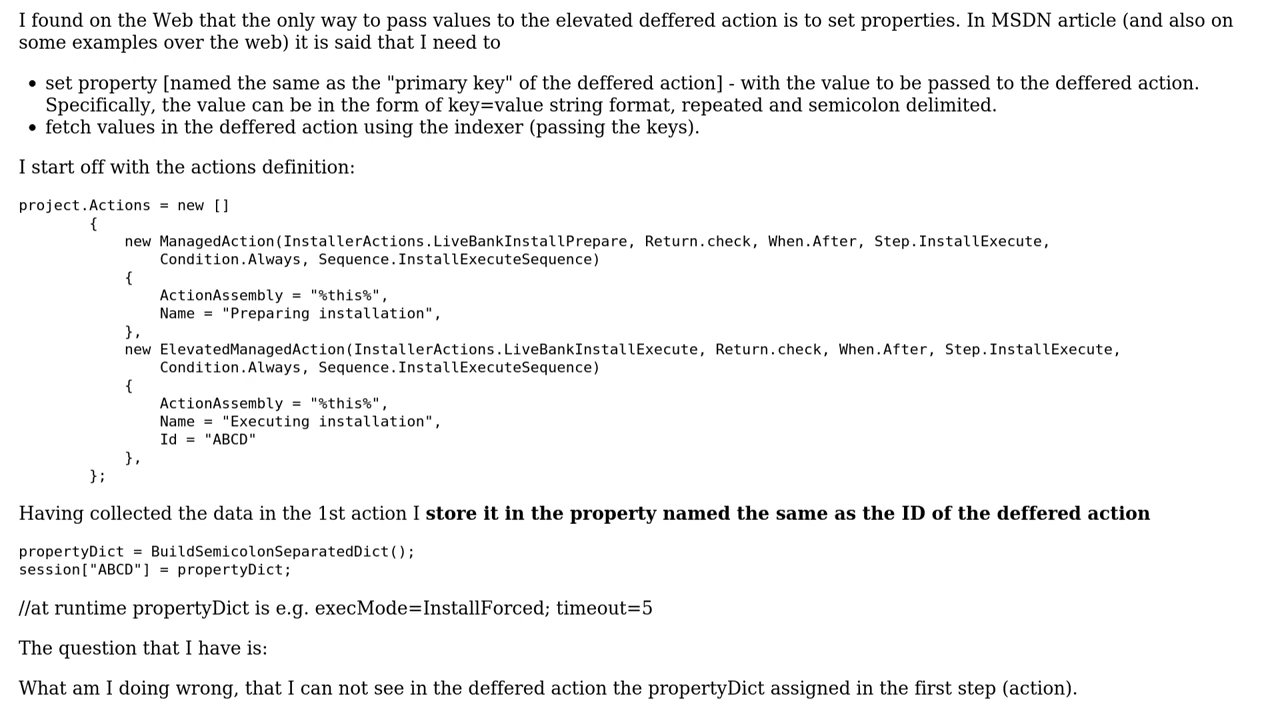 I found on the Web that the only way to pass values to the elevated deffered action is to set properties. In MSDN article (and also on
some examples over the web) it is said that I need to
• set property [named the same as the "primary key" of the deffered action] - with the value to be passed to the deffered action.
Specifically, the value can be in the form of key=value string format, repeated and semicolon delimited.
• fetch values in the deffered action using the indexer (passing the keys).
I start off with the actions definition:
project.Actions = new []
        {
            new ManagedAction(InstallerActions.LiveBankInstallPrepare, Return.check, When.After, Step.InstallExecute,
                Condition.Always, Sequence.InstallExecuteSequence)
            {
                ActionAssembly = "%this%",
                Name = "Preparing installation",
            },
            new ElevatedManagedAction(InstallerActions.LiveBankInstallExecute, Return.check, When.After, Step.InstallExecute,
                Condition.Always, Sequence.InstallExecuteSequence)
            {
                ActionAssembly = "%this%",
                Name = "Executing installation",
                Id = "ABCD"
            },
        };
Having collected the data in the 1st action I store it in the property named the same as the ID of the deffered action
propertyDict = BuildSemicolonSeparatedDict();
session["ABCD"] = propertyDict;
//at runtime propertyDict is e.g. execMode=InstallForced; timeout=5
The question that I have is:
What am I doing wrong, that I can not see in the deffered action the propertyDict assigned in the first step (action).